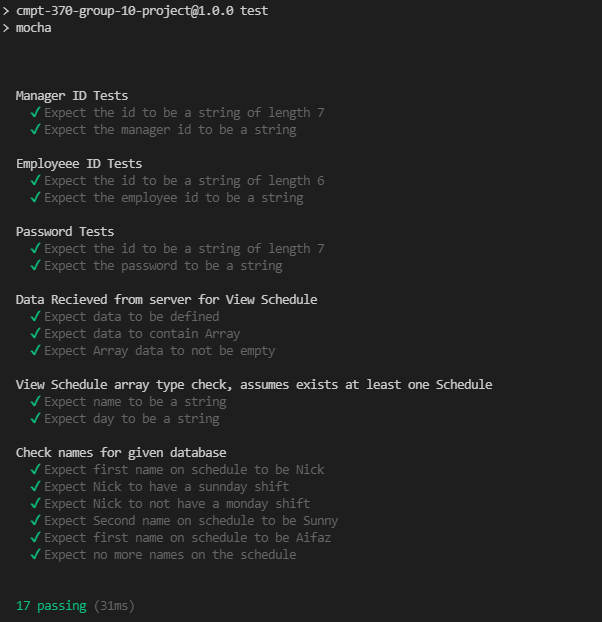 > cmpt-370-group-10-project@1.0.0 test
> mocha
Manager ID Tests
✓ Expect the id to be a string of length 7
✓ Expect the manager id to be a string
Employeee ID Tests
✓ Expect the id to be a string of length 6
✓ Expect the employee id to be a string
Password Tests
✓ Expect the id to be a string of length 7
✓ Expect the password to be a string
Data Recieved from server for View Schedule
✓ Expect data to be defined
✓ Expect data to contain Array
✓ Expect Array data to not be empty
View Schedule array type check, assumes exists at least one Schedule
✓ Expect name to be a string
✓ Expect day to be a string
Check names for given database
✓ Expect first name on schedule to be Nick
✓ Expect Nick to have a sunnday shift
✓ Expect Nick to not have a monday shift
✓ Expect Second name on schedule to be Sunny
✓ Expect first name on schedule to be Aifaz
✓ Expect no more names on the schedule
17 passing (31ms)